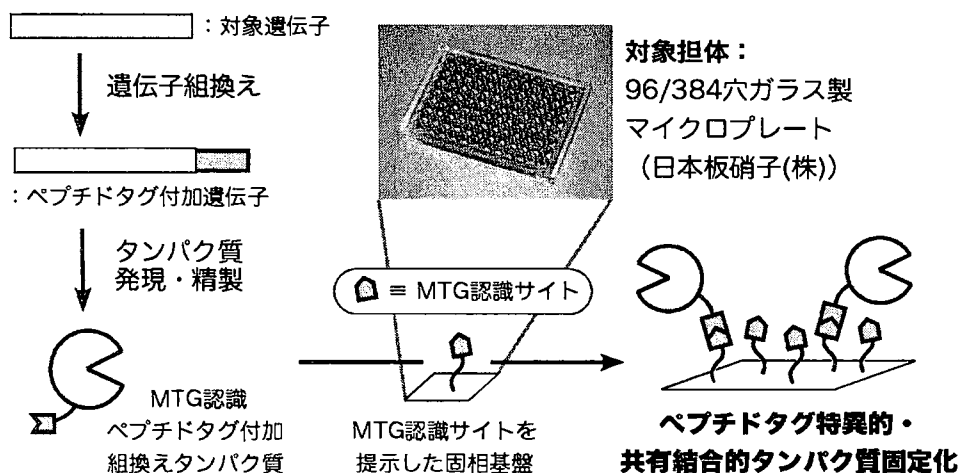 ：対象遺伝子
遺伝子組換え
：ペプチドタグ付加遺伝子
タンパク質
発現・精製
MTG認識
ペプチドタグ付加
組換えタンパク質
対象担体：
96/384穴ガラス製
マイクロプレート
（日本板硝子(株)）
≡ MTG認識サイト
MTG認識サイトを
提示した固相基盤
ペプチドタグ特異的・
共有結合的タンパク質固定化